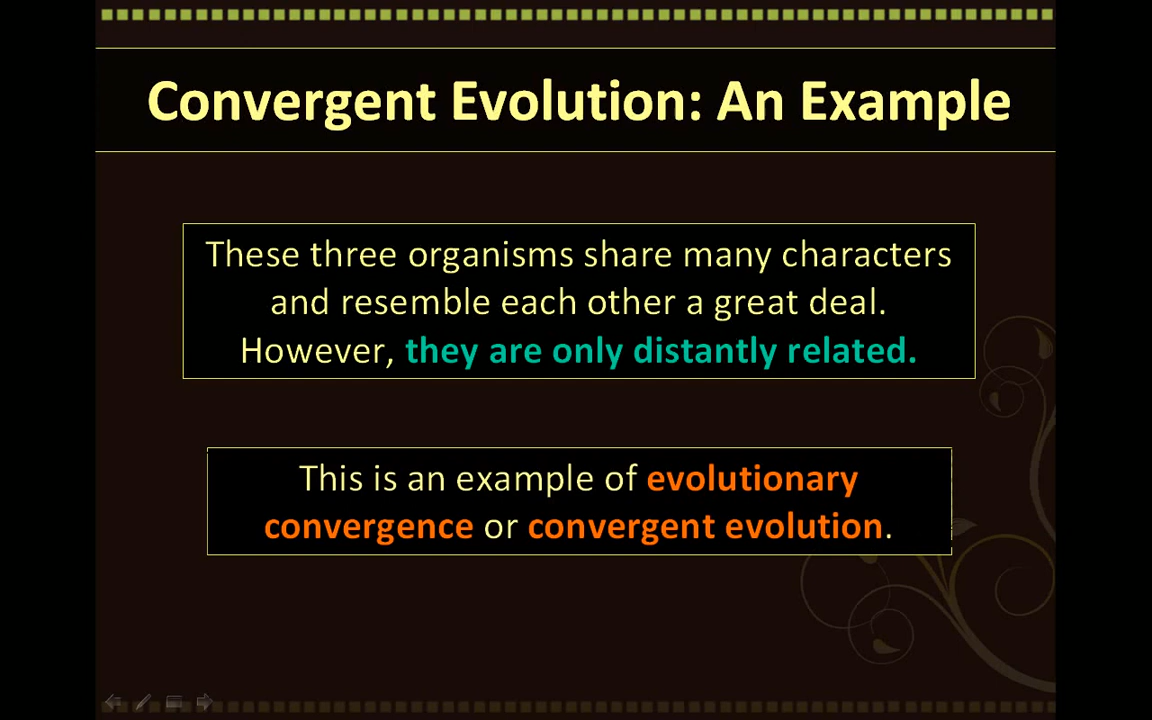 Convergent Evolution: An Example
These three organisms share many characters
and resemble each other a great deal.
However, they are only distantly related.
This is an example of evolutionary
convergence or convergent evolution.